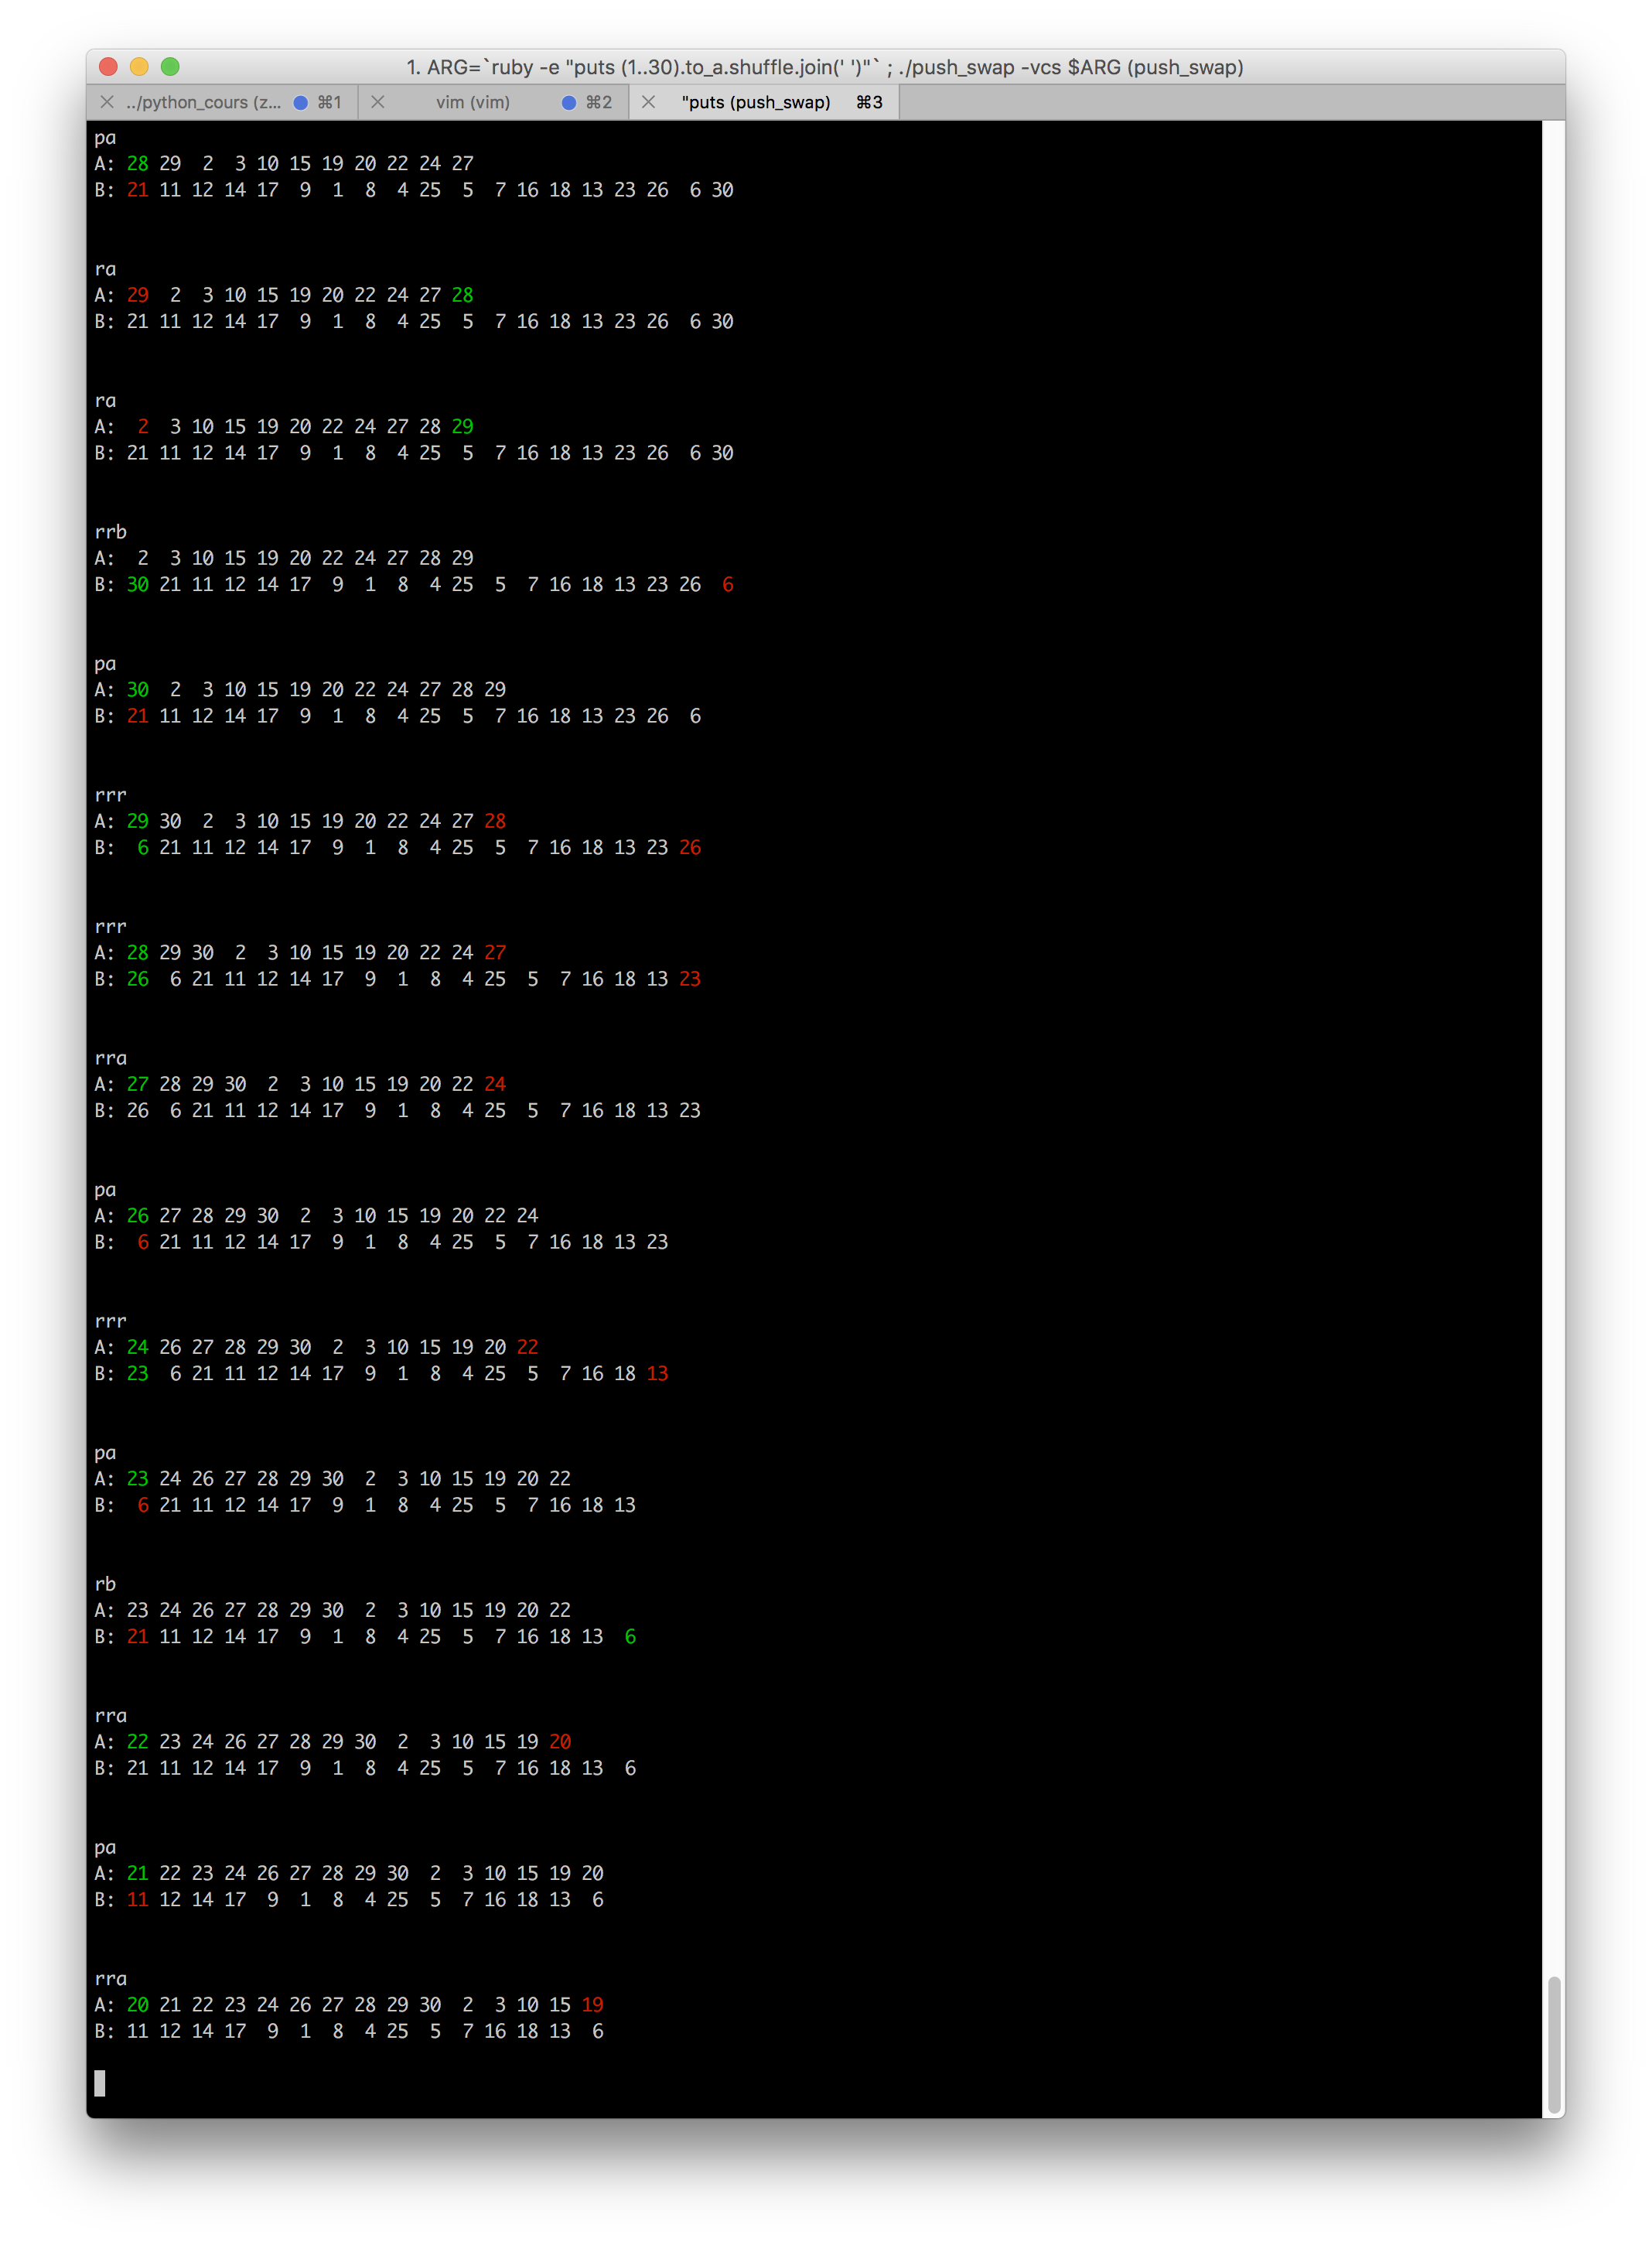 1. ARG=`ruby -e "puts (1..30).to_a.shuffle.join(' ')"` ; ./push_swap -vcs $ARG (push_swap)
../python_cours (z... ⌘1 vim (vim) ⌘2 "puts (push_swap) ⌘3
pa
A: 28 29  2  3 10 15 19 20 22 24 27
B: 21 11 12 14 17  9  1  8  4 25  5  7 16 18 13 23 26  6 30
ra
A: 29  2  3 10 15 19 20 22 24 27 28
B: 21 11 12 14 17  9  1  8  4 25  5  7 16 18 13 23 26  6 30
ra
A:  2  3 10 15 19 20 22 24 27 28 29
B: 21 11 12 14 17  9  1  8  4 25  5  7 16 18 13 23 26  6 30
rrb
A:  2  3 10 15 19 20 22 24 27 28 29
B: 30 21 11 12 14 17  9  1  8  4 25  5  7 16 18 13 23 26  6
pa
A: 30  2  3 10 15 19 20 22 24 27 28 29
B: 21 11 12 14 17  9  1  8  4 25  5  7 16 18 13 23 26  6
rrr
A: 29 30  2  3 10 15 19 20 22 24 27 28
B:  6 21 11 12 14 17  9  1  8  4 25  5  7 16 18 13 23 26
rrr
A: 28 29 30  2  3 10 15 19 20 22 24 27
B: 26  6 21 11 12 14 17  9  1  8  4 25  5  7 16 18 13 23
rra
A: 27 28 29 30  2  3 10 15 19 20 22 24
B: 26  6 21 11 12 14 17  9  1  8  4 25  5  7 16 18 13 23
pa
A: 26 27 28 29 30  2  3 10 15 19 20 22 24
B:  6 21 11 12 14 17  9  1  8  4 25  5  7 16 18 13 23
rrr
A: 24 26 27 28 29 30  2  3 10 15 19 20 22
B: 23  6 21 11 12 14 17  9  1  8  4 25  5  7 16 18 13
pa
A: 23 24 26 27 28 29 30  2  3 10 15 19 20 22
B:  6 21 11 12 14 17  9  1  8  4 25  5  7 16 18 13
rb
A: 23 24 26 27 28 29 30  2  3 10 15 19 20 22
B: 21 11 12 14 17  9  1  8  4 25  5  7 16 18 13  6
rra
A: 22 23 24 26 27 28 29 30  2  3 10 15 19 20
B: 21 11 12 14 17  9  1  8  4 25  5  7 16 18 13  6
pa
A: 21 22 23 24 26 27 28 29 30  2  3 10 15 19 20
B: 11 12 14 17  9  1  8  4 25  5  7 16 18 13  6
rra
A: 20 21 22 23 24 26 27 28 29 30  2  3 10 15 19
B: 11 12 14 17  9  1  8  4 25  5  7 16 18 13  6